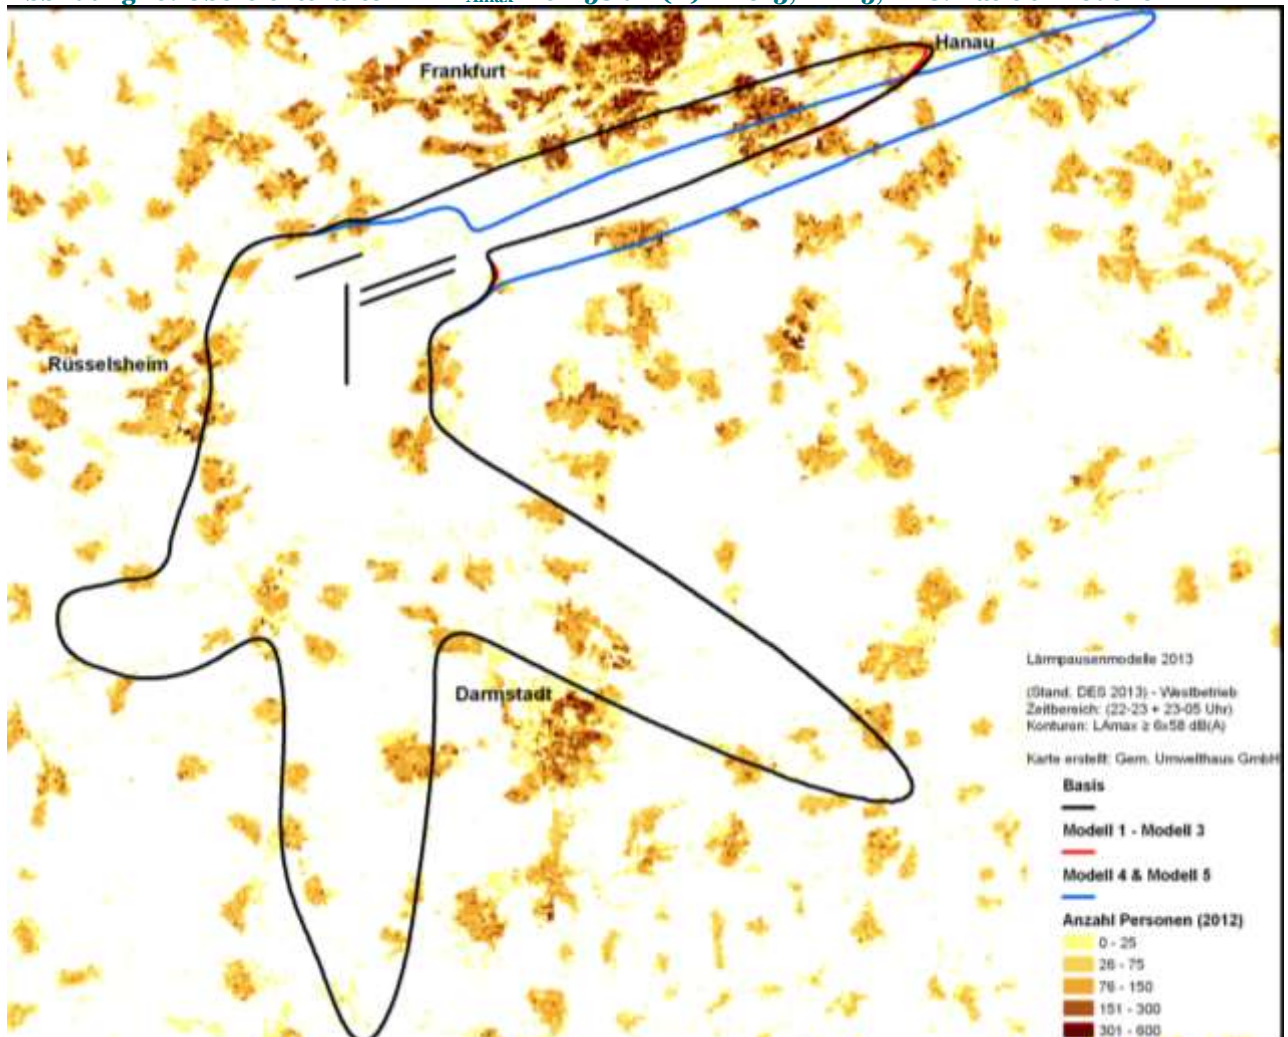 LAmax
Hanau
Frankfurt
Rüsselsheim
Darmstadt
Lärmpausenmodelle 2013
(Stand: DES 2013) - Westbetrieb
Zeitbereich: (22-23 + 23-05 Uhr)
Konturen: LAmax ≥ 6x58 dB(A)
Karte erstellt: Gem. Umwelthaus GmbH
Basis
Modell 1 - Modell 3
Modell 4 & Modell 5
Anzahl Personen (2012)
0 - 25
26 - 75
76 - 150
151 - 300
301 - 600